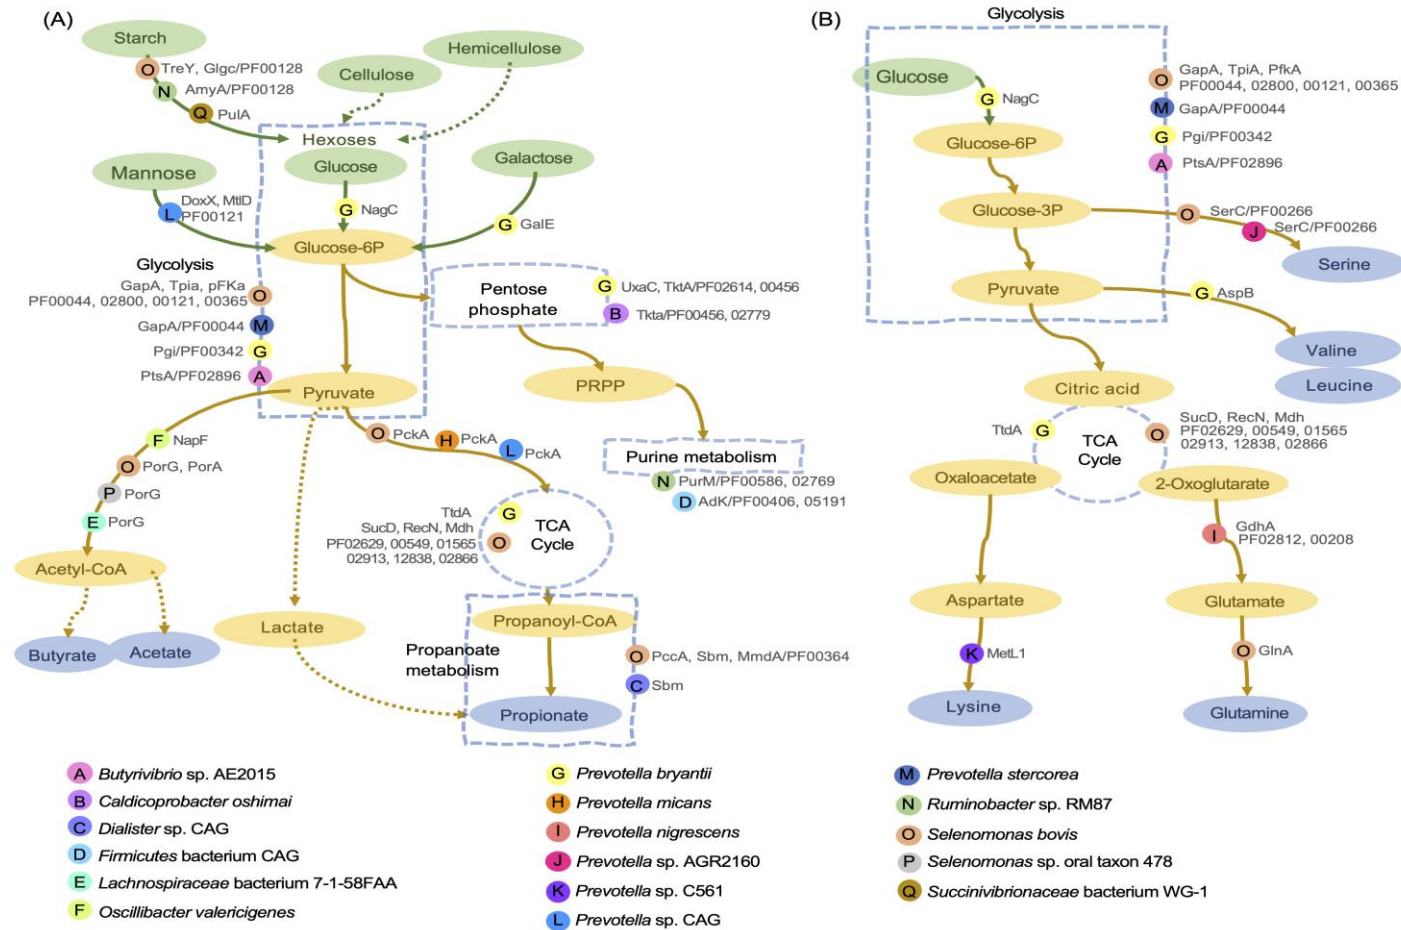 (A)
Starch
O TreY, Glgc/PF00128
N AmyA/PF00128
Q PulA
Cellulose
Hemicellulose
Hexoses
Glucose
Mannose
Galactose
DoxX, MtlD
L PF00121
G NagC
G GalE
Glucose-6P
Glycolysis
GapA, Tpia, pFKa O
PF00044, 02800, 00121, 00365
GapA/PF00044 M
Pgi/PF00342 G
PtsA/PF02896 A
Pentose
phosphate
G UxaC, TktA/PF02614, 00456
B Tkta/PF00456, 02779
Pyruvate
PRPP
F NapF
O PorG, PorA
P PorG
E PorG
O PckA
H PckA
L PckA
Purine metabolism
N PurM/PF00586, 02769
D AdK/PF00406, 05191
TtdA G
SucD, RecN, Mdh
PF02629, 00549, 01565 O
02913, 12838, 02866
TCA
Cycle
Acetyl-CoA
Butyrate
Acetate
Lactate
Propanoyl-CoA
Propanoate
metabolism
O PccA, Sbm, MmdA/PF00364
C Sbm
Propionate
(B)
Glycolysis
Glucose
G NagC
GapA, TpiA, PfkA
O PF00044, 02800, 00121, 00365
M GapA/PF00044
G Pgi/PF00342
A PtsA/PF02896
Glucose-6P
Glucose-3P
O SerC/PF00266
J SerC/PF00266
Serine
Pyruvate
G AspB
Valine
Leucine
Citric acid
TtdA G
TCA
Cycle
O SucD, RecN, Mdh
PF02629, 00549, 01565
02913, 12838, 02866
Oxaloacetate
2-Oxoglutarate
I GdhA
PF02812, 00208
Aspartate
Glutamate
K MetL1
O GlnA
Lysine
Glutamine
A Butyrivibrio sp. AE2015
B Caldicoprobacter oshimai
C Dialister sp. CAG
D Firmicutes bacterium CAG
E Lachnospiraceae bacterium 7-1-58FAA
F Oscillibacter valericigenes
G Prevotella bryantii
H Prevotella micans
I Prevotella nigrescens
J Prevotella sp. AGR2160
K Prevotella sp. C561
L Prevotella sp. CAG
M Prevotella stercorea
N Ruminobacter sp. RM87
O Selenomonas bovis
P Selenomonas sp. oral taxon 478
Q Succinivibrionaceae bacterium WG-1